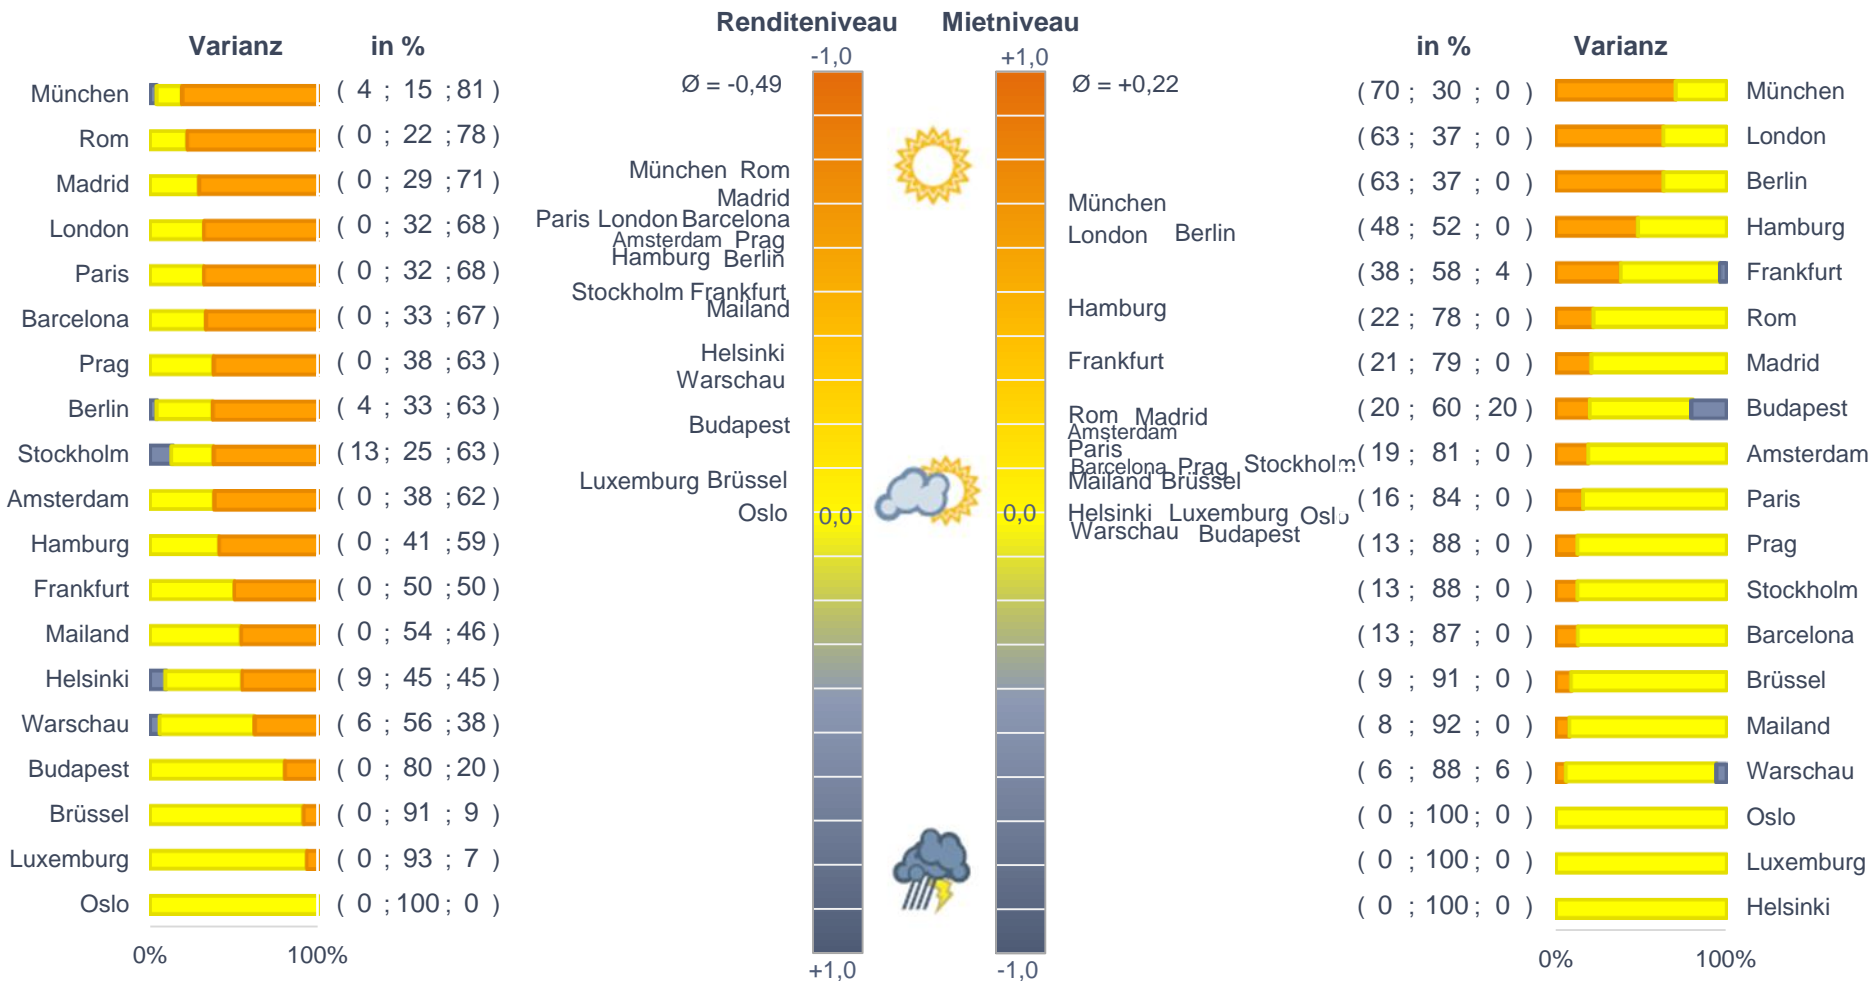 Renditeniveau Mietniveau
Varianz in % -1,0 +1,0 in % Varianz
Ø = -0,49 Ø = +0,22
München ( 4 ; 15 ; 81 )
Rom ( 0 ; 22 ; 78 )
Madrid ( 0 ; 29 ; 71 )
London ( 0 ; 32 ; 68 )
Paris ( 0 ; 32 ; 68 )
Barcelona ( 0 ; 33 ; 67 )
Prag ( 0 ; 38 ; 63 )
Berlin ( 4 ; 33 ; 63 )
Stockholm ( 13 ; 25 ; 63 )
Amsterdam ( 0 ; 38 ; 62 )
Hamburg ( 0 ; 41 ; 59 )
Frankfurt ( 0 ; 50 ; 50 )
Mailand ( 0 ; 54 ; 46 )
Helsinki ( 9 ; 45 ; 45 )
Warschau ( 6 ; 56 ; 38 )
Budapest ( 0 ; 80 ; 20 )
Brüssel ( 0 ; 91 ; 9 )
Luxemburg ( 0 ; 93 ; 7 )
Oslo ( 0 ; 100 ; 0 )
0% 100%
München Rom
Madrid
Paris London Barcelona
Amsterdam Prag
Hamburg Berlin
Stockholm Frankfurt
Mailand
Helsinki
Warschau
Budapest
Luxemburg Brüssel
Oslo
0,0
+1,0
0,0
-1,0
München
London Berlin
Hamburg
Frankfurt
Rom Madrid
Amsterdam
Paris
Barcelona Prag Stockholm
Mailand Brüssel
Helsinki Luxemburg Oslo
Warschau Budapest
( 70 ; 30 ; 0 ) München
( 63 ; 37 ; 0 ) London
( 63 ; 37 ; 0 ) Berlin
( 48 ; 52 ; 0 ) Hamburg
( 38 ; 58 ; 4 ) Frankfurt
( 22 ; 78 ; 0 ) Rom
( 21 ; 79 ; 0 ) Madrid
( 20 ; 60 ; 20 ) Budapest
( 19 ; 81 ; 0 ) Amsterdam
( 16 ; 84 ; 0 ) Paris
( 13 ; 88 ; 0 ) Prag
( 13 ; 88 ; 0 ) Stockholm
( 13 ; 87 ; 0 ) Barcelona
( 9 ; 91 ; 0 ) Brüssel
( 8 ; 92 ; 0 ) Mailand
( 6 ; 88 ; 6 ) Warschau
( 0 ; 100 ; 0 ) Oslo
( 0 ; 100 ; 0 ) Luxemburg
( 0 ; 100 ; 0 ) Helsinki
0% 100%